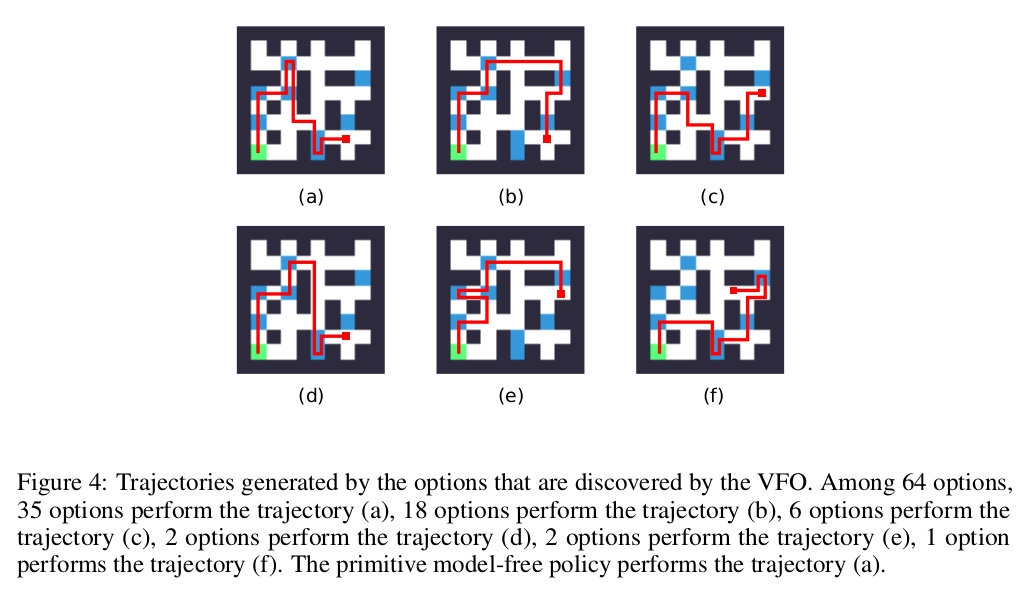 (a) (b) (c)
(d) (e) (f)
Figure 4: Trajectories generated by the options that are discovered by the VFO. Among 64 options,
35 options perform the trajectory (a), 18 options perform the trajectory (b), 6 options perform the
trajectory (c), 2 options perform the trajectory (d), 2 options perform the trajectory (e), 1 option
performs the trajectory (f). The primitive model-free policy performs the trajectory (a).